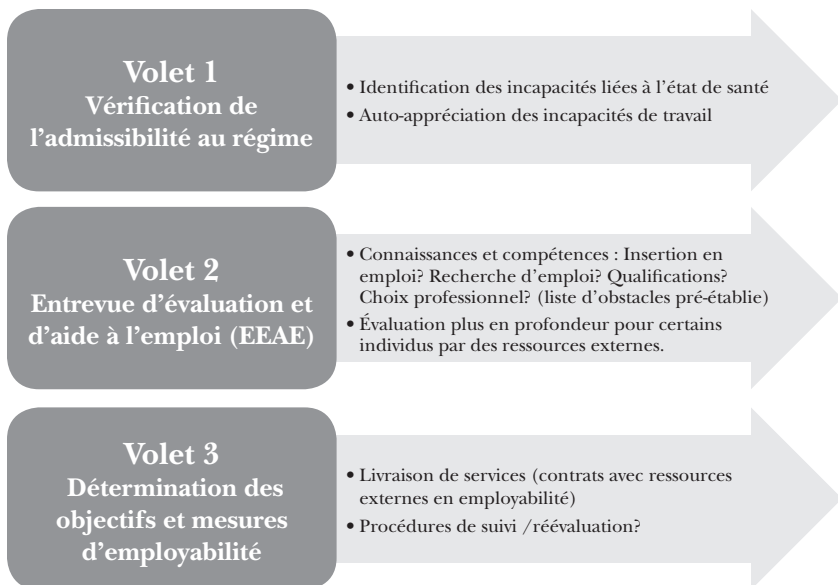 Volet 1
Vérification de
l'admissibilité au régime
• Identification des incapacités liées à l'état de santé
• Auto-appréciation des incapacités de travail
Volet 2
Entrevue d'évaluation et
d'aide à l'emploi (EEAE)
• Connaissances et compétences : Insertion en
emploi? Recherche d'emploi? Qualifications?
Choix professionnel? (liste d'obstacles pré-établie)
• Évaluation plus en profondeur pour certains
individus par des ressources externes.
Volet 3
Détermination des
objectifs et mesures
d'employabilité
• Livraison de services (contrats avec ressources
externes en employabilité)
• Procédures de suivi /réévaluation?